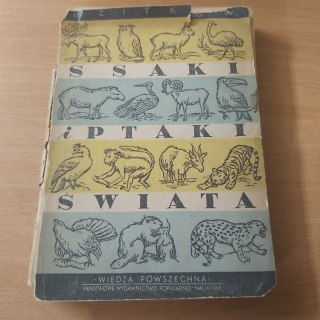 SSAKI
i PTAKI
ŚWIATA
·WIEDZA POWSZECHNA·
PAŃSTWOWE WYDAWNICTWO POPULARNO-NAUKOWE